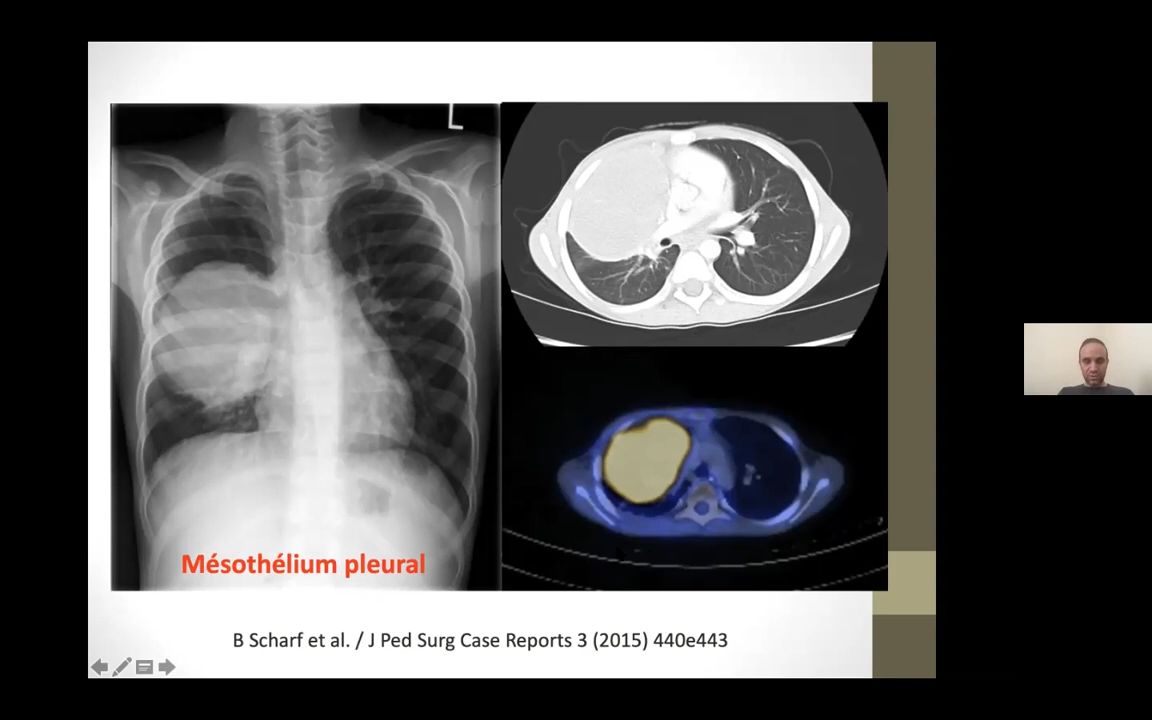 L
Mésothélium pleural
B Scharf et al. / J Ped Surg Case Reports 3 (2015) 440e443